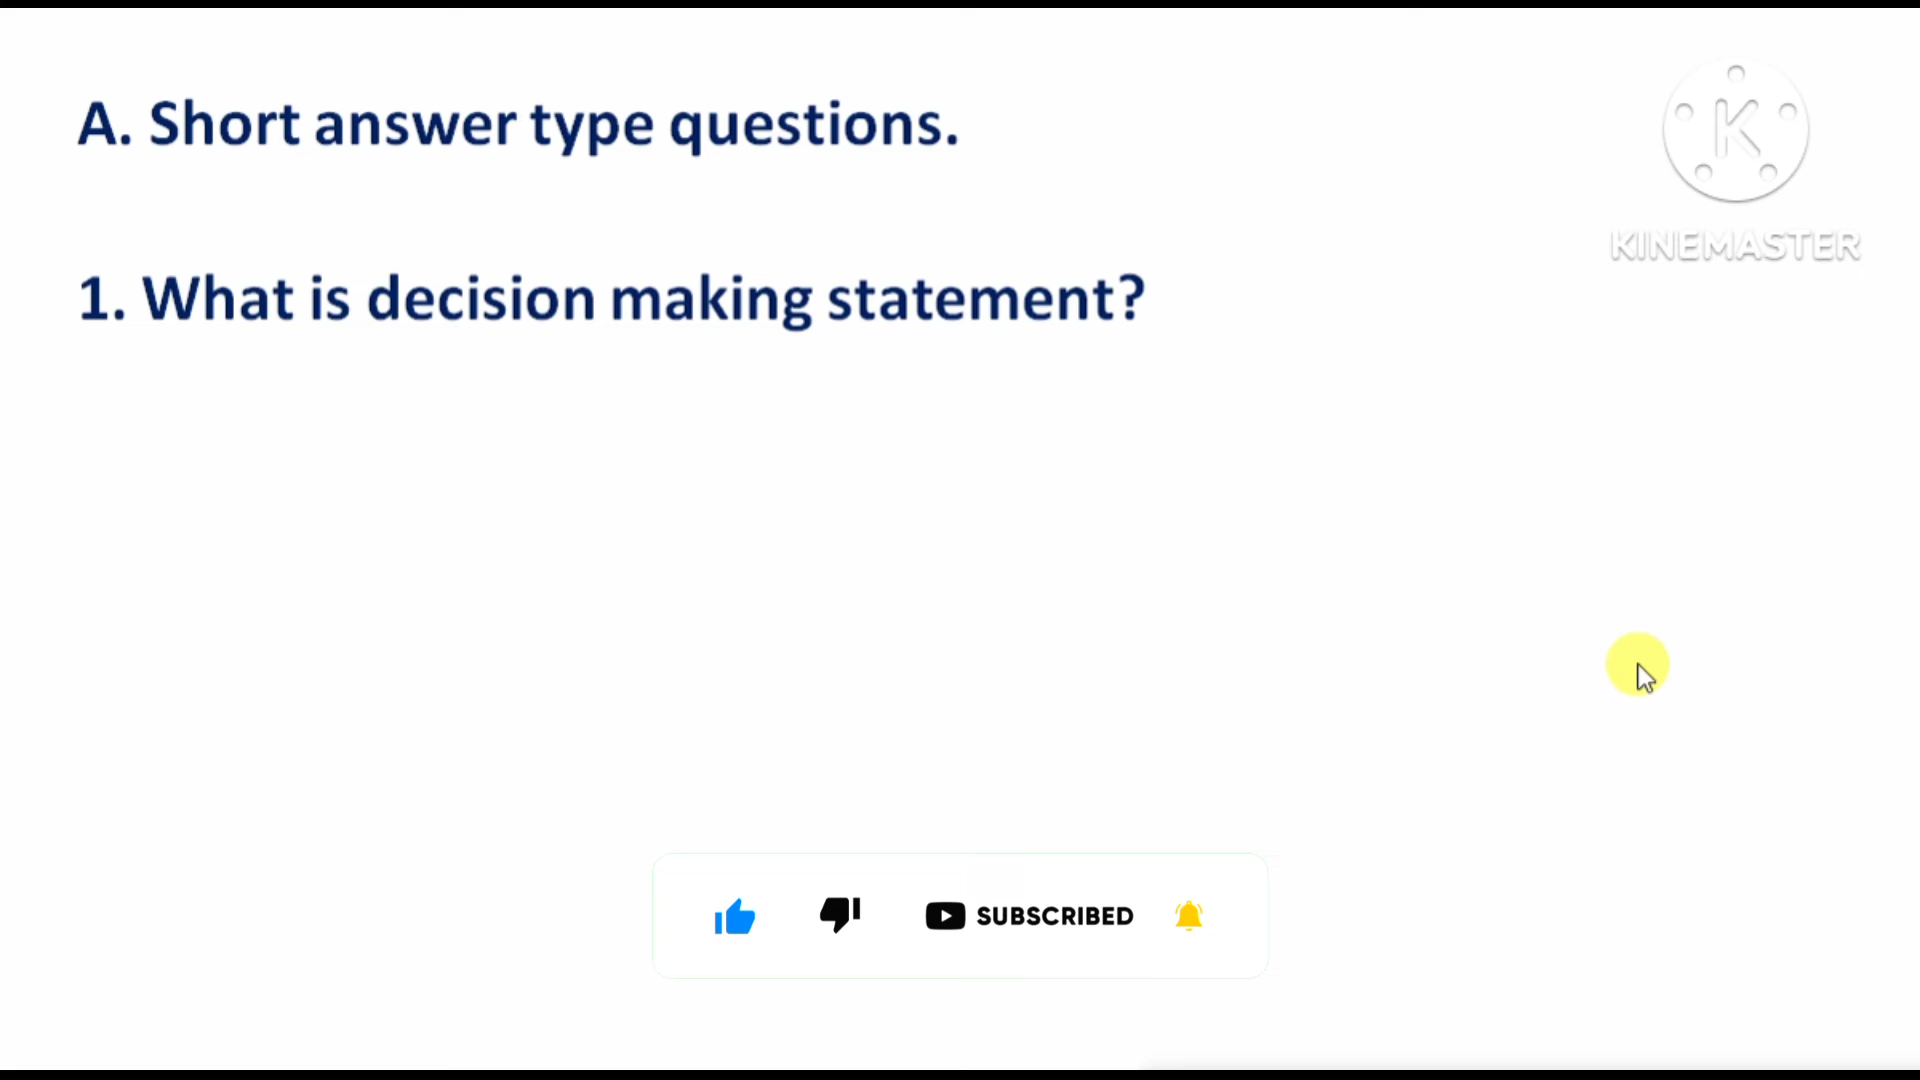 A. Short answer type questions.
K
KINEMASTER
1. What is decision making statement?
SUBSCRIBED